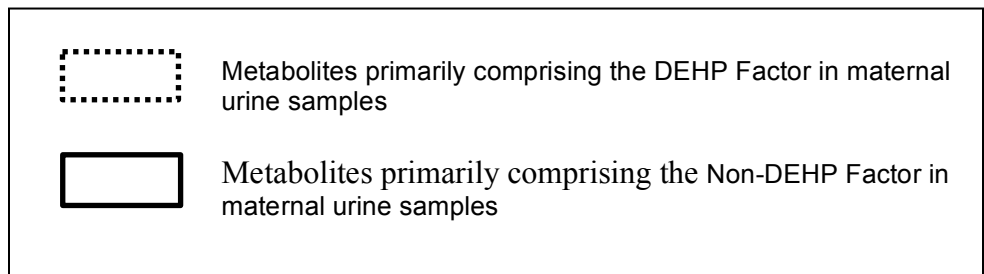 Metabolites primarily comprising the DEHP Factor in maternal
urine samples
Metabolites primarily comprising the Non-DEHP Factor in
maternal urine samples